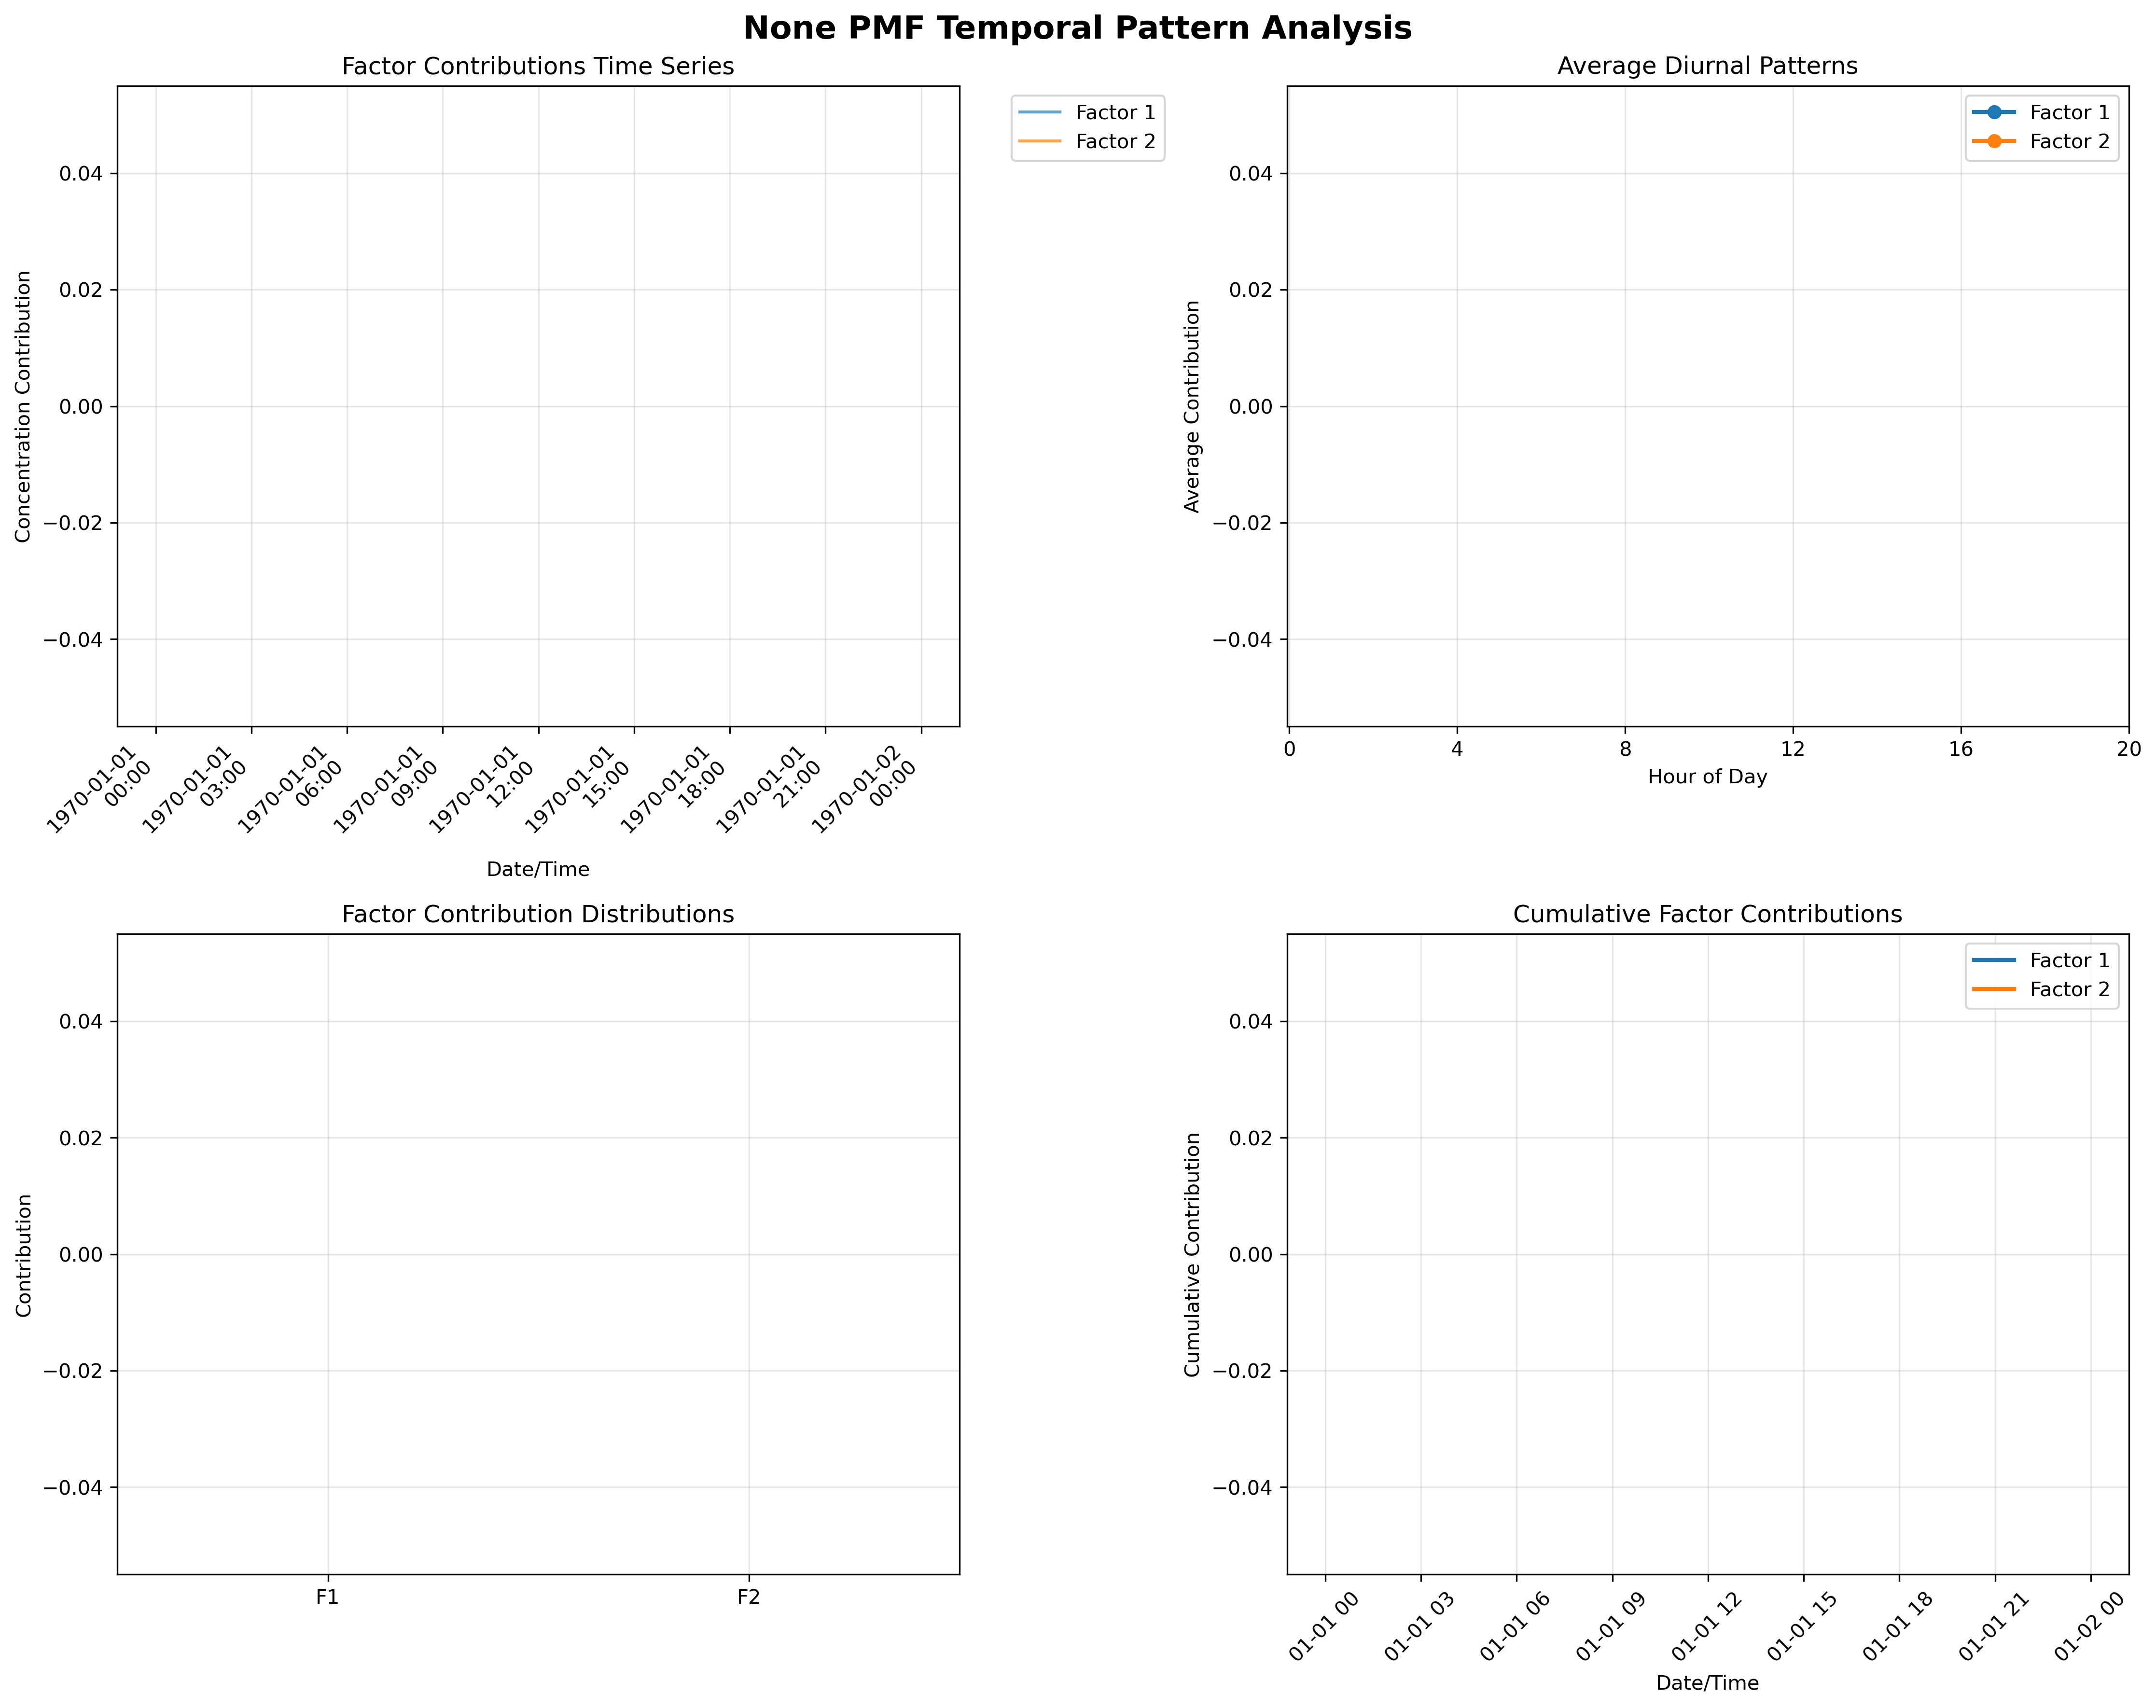 None PMF Temporal Pattern Analysis
Factor Contributions Time Series
Factor 1
Factor 2
Concentration Contribution
0.04
0.02
0.00
−0.02
−0.04
1970-01-01
00:00
1970-01-01
03:00
1970-01-01
06:00
1970-01-01
09:00
1970-01-01
12:00
1970-01-01
15:00
1970-01-01
18:00
1970-01-01
21:00
1970-01-02
00:00
Date/Time
Average Diurnal Patterns
Factor 1
Factor 2
Average Contribution
0.04
0.02
0.00
−0.02
−0.04
0
4
8
12
16
20
Hour of Day
Factor Contribution Distributions
Contribution
0.04
0.02
0.00
−0.02
−0.04
F1
F2
Cumulative Factor Contributions
Factor 1
Factor 2
Cumulative Contribution
0.04
0.02
0.00
−0.02
−0.04
01-01 00
01-01 03
01-01 06
01-01 09
01-01 12
01-01 15
01-01 18
01-01 21
01-02 00
Date/Time